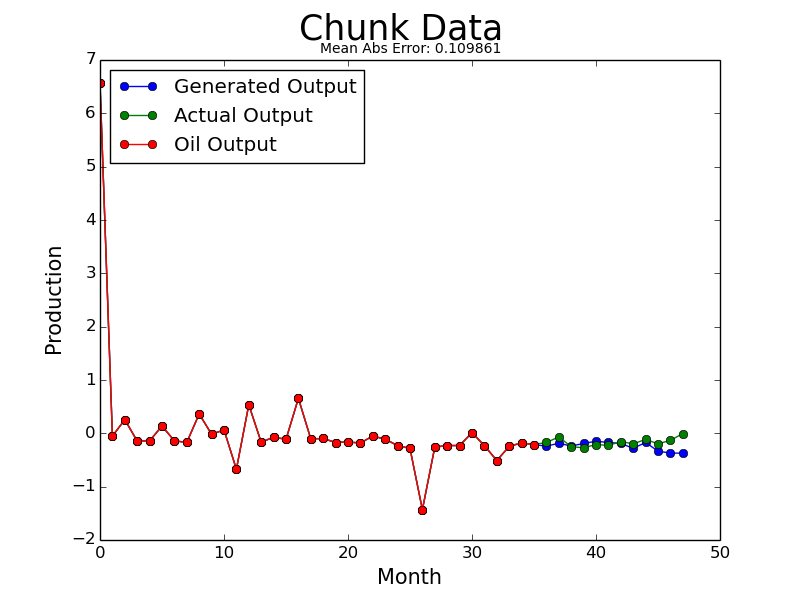 Chunk Data
Mean Abs Error: 0.109861
Generated Output
Actual Output
Oil Output
7
6
5
4
3
2
1
0
−1
−2
Production
0 10 20 30 40 50
Month